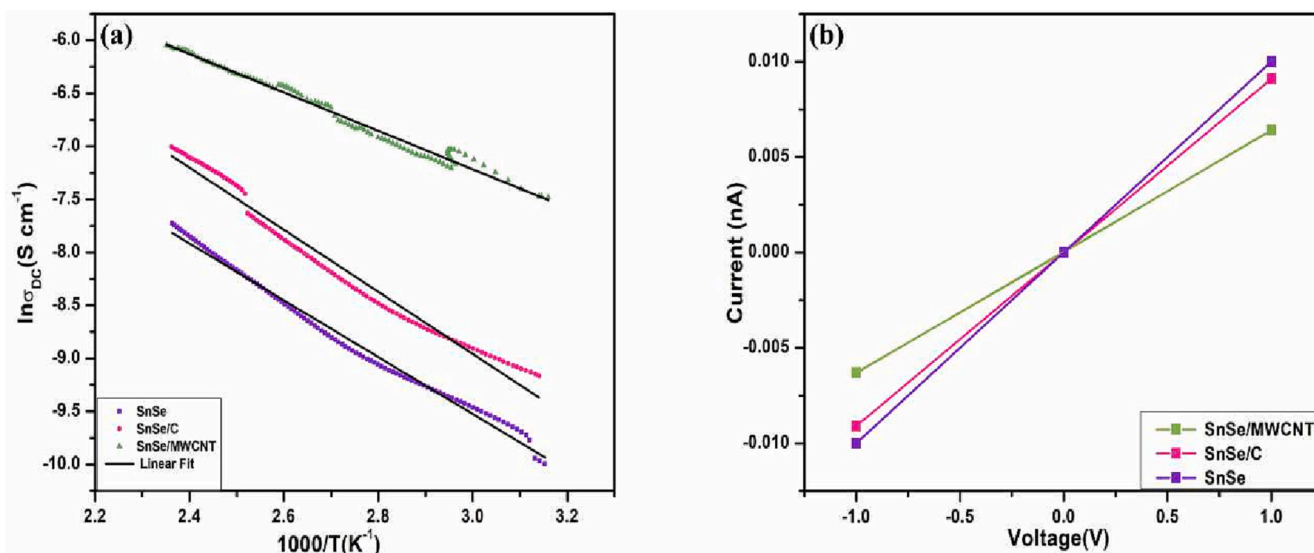 (a)
-6.0
-6.5
-7.0
-7.5
-8.0
-8.5
-9.0
-9.5
-10.0
lnσDC(S cm-1)
SnSe
SnSe/C
SnSe/MWCNT
Linear Fit
2.2 2.4 2.6 2.8 3.0 3.2
1000/T(K-1)
(b)
0.010
0.005
0.000
-0.005
-0.010
Current (nA)
SnSe/MWCNT
SnSe/C
SnSe
-1.0 -0.5 0.0 0.5 1.0
Voltage(V)